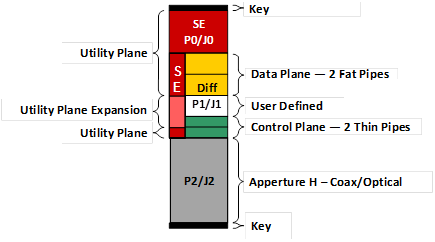 Key
SE
P0/J0
Utility Plane
S
E
Data Plane — 2 Fat Pipes
Diff
P1/J1
User Defined
Utility Plane Expansion
Control Plane — 2 Thin Pipes
Utility Plane
P2/J2
Apperture H – Coax/Optical
Key